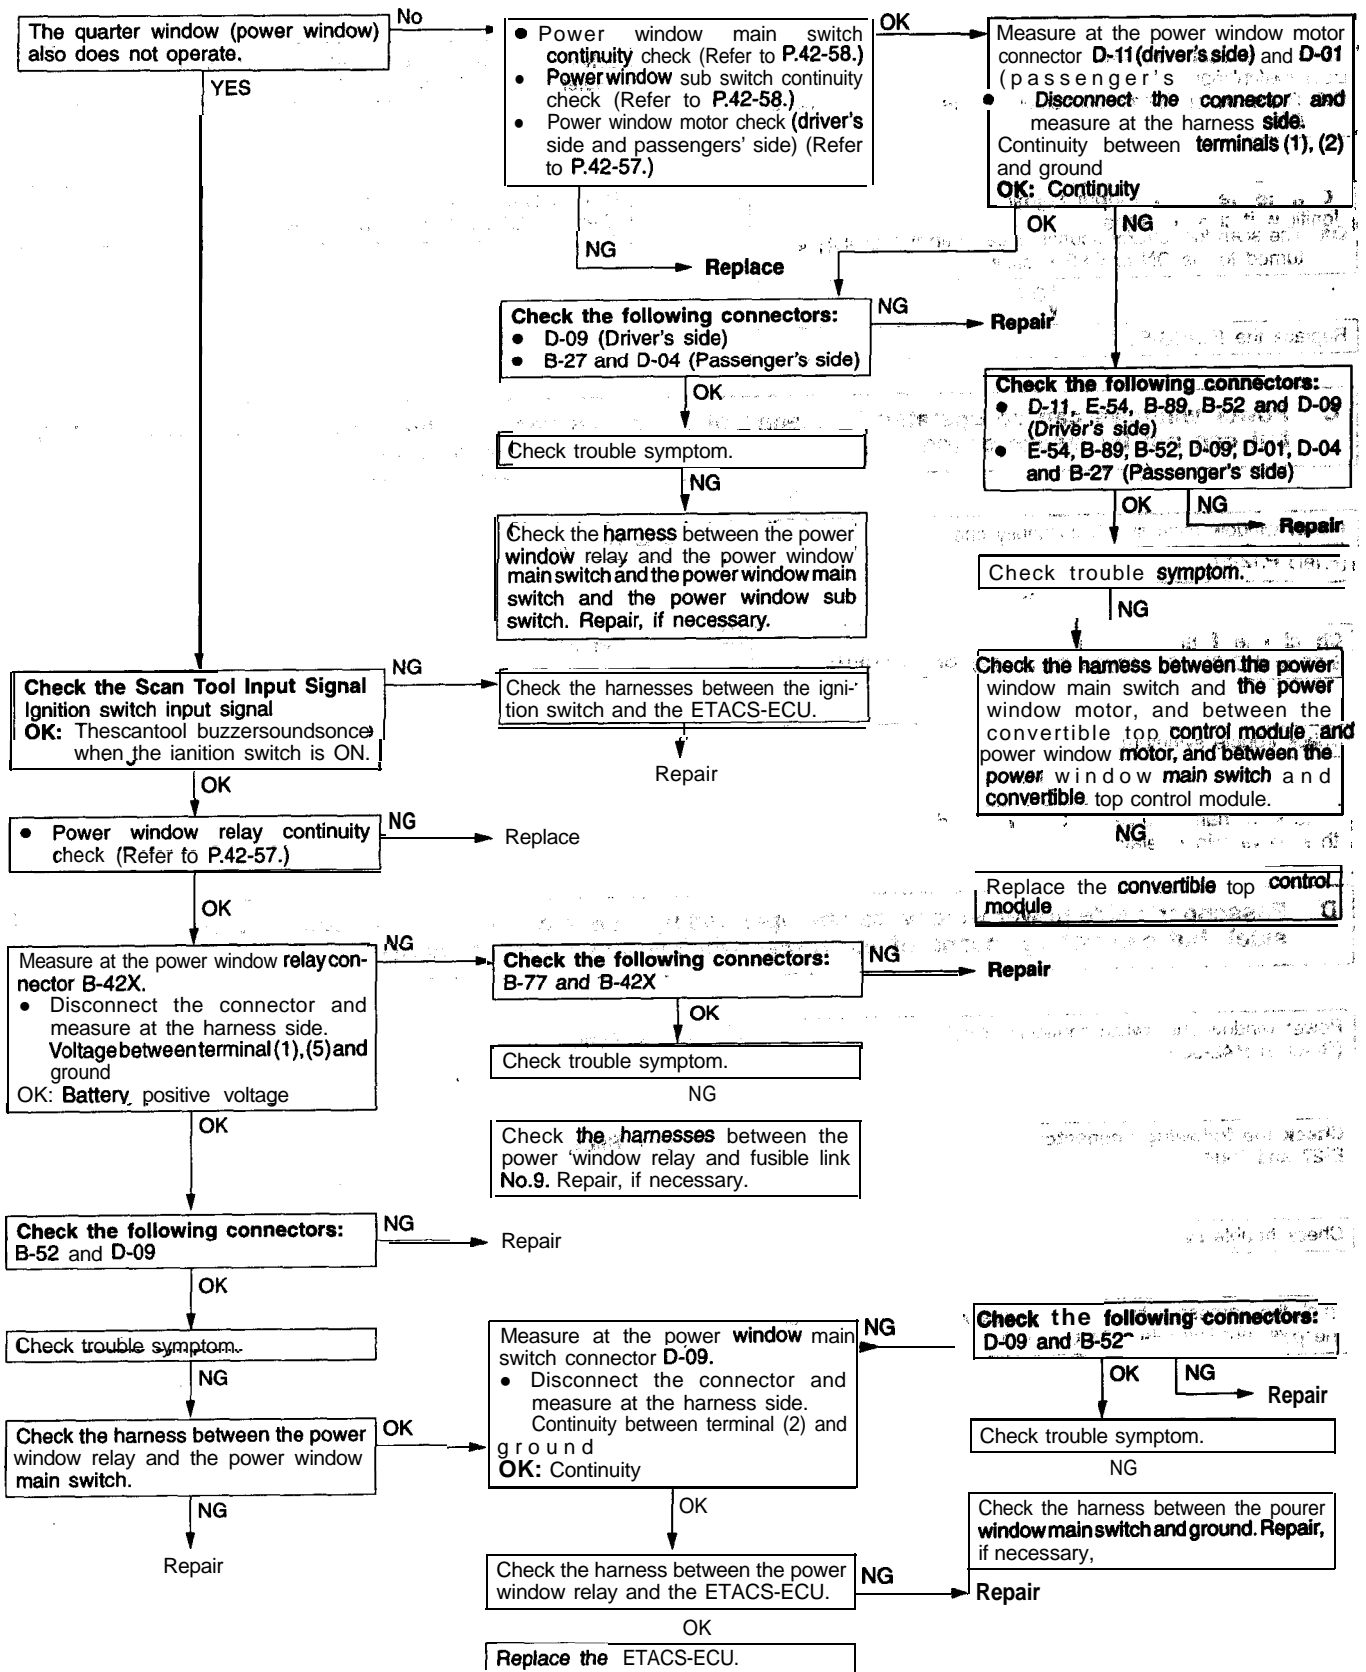 The quarter window (power window)
also does not operate.
No
YES
● Power window main switch
continuity check (Refer to P.42-58.)
● Power window sub switch continuity
check (Refer to P.42-58.)
● Power window motor check (driver's
side and passengers' side) (Refer
to P.42-57.)
OK
NG
Replace
Measure at the power window motor
connector D-11 (driver's side) and D-01
(passenger's
● Disconnect the connector and
measure at the harness side.
Continuity between terminals (1), (2)
and ground
OK: Continuity
OK
NG
Check the following connectors:
● D-09 (Driver's side)
● B-27 and D-04 (Passenger's side)
NG
Repair
OK
Check trouble symptom.
NG
Check the harness between the power
window relay and the power window
main switch and the power window main
switch and the power window sub
switch. Repair, if necessary.
Check the following connectors:
● D-11, E-54, B-89, B-52 and D-09
(Driver's side)
● E-54, B-89, B-52, D-09, D-01, D-04
and B-27 (Passenger's side)
OK
NG
Repair
Check trouble symptom.
NG
Check the harness between the power
window main switch and the power
window motor, and between the
convertible top control module and
power window motor, and between the
power window main switch and
convertible top control module.
NG
Replace the convertible top control
module
Check the Scan Tool Input Signal
Ignition switch input signal
OK: Thescantool buzzersoundsonce
when the ianition switch is ON.
NG
Check the harnesses between the igni-
tion switch and the ETACS-ECU.
Repair
OK
● Power window relay continuity
check (Refer to P.42-57.)
NG
Replace
OK
Measure at the power window relay con-
nector B-42X.
● Disconnect the connector and
measure at the harness side.
Voltage between terminal (1), (5) and
ground
OK: Battery positive voltage
NG
Check the following connectors:
B-77 and B-42X
NG
Repair
OK
Check trouble symptom.
NG
Check the harnesses between the
power window relay and fusible link
No.9. Repair, if necessary.
OK
Check the following connectors:
B-52 and D-09
NG
Repair
OK
Check trouble symptom.
NG
Check the harness between the power
window relay and the power window
main switch.
OK
NG
Repair
Measure at the power window main
switch connector D-09.
● Disconnect the connector and
measure at the harness side.
Continuity between terminal (2) and
ground
OK: Continuity
NG
Check the following connectors:
D-09 and B-52
OK
NG
Repair
Check trouble symptom.
NG
Check the harness between the pourer
window main switch and ground. Repair,
if necessary,
OK
Check the harness between the power
window relay and the ETACS-ECU.
NG
Repair
OK
Replace the ETACS-ECU.